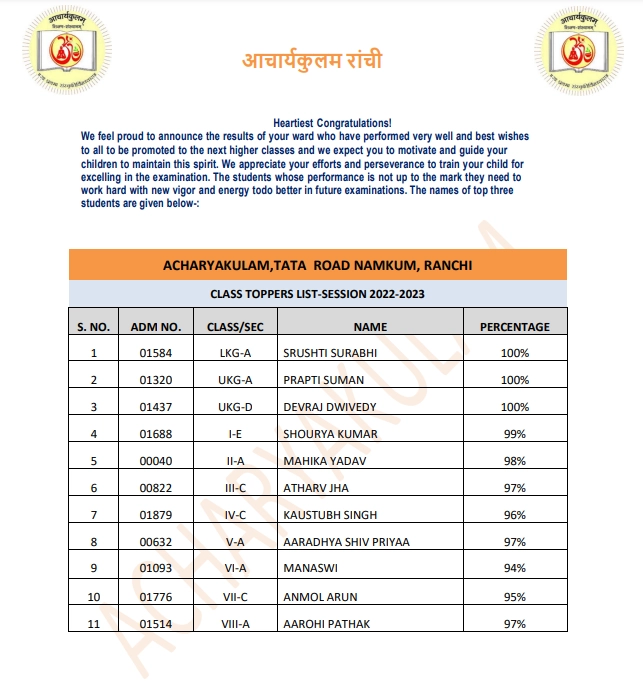 आचार्यकुलम्
शिक्षण-संस्थानम्
आचार्यकुलम रांची
आचार्यकुलम्
शिक्षण-संस्थानम्
Heartiest Congratulations!
We feel proud to announce the results of your ward who have performed very well and best wishes
to all to be promoted to the next higher classes and we expect you to motivate and guide your
children to maintain this spirit. We appreciate your efforts and perseverance to train your child for
excelling in the examination. The students whose performance is not up to the mark they need to
work hard with new vigor and energy todo better in future examinations. The names of top three
students are given below-:
ACHARYAKULAM,TATA ROAD NAMKUM, RANCHI
CLASS TOPPERS LIST-SESSION 2022-2023
S. NO. ADM NO. CLASS/SEC NAME PERCENTAGE
1 01584 LKG-A SRUSHTI SURABHI 100%
2 01320 UKG-A PRAPTI SUMAN 100%
3 01437 UKG-D DEVRAJ DWIVEDY 100%
4 01688 I-E SHOURYA KUMAR 99%
5 00040 II-A MAHIKA YADAV 98%
6 00822 III-C ATHARV JHA 97%
7 01879 IV-C KAUSTUBH SINGH 96%
8 00632 V-A AARADHYA SHIV PRIYAA 97%
9 01093 VI-A MANASWI 94%
10 01776 VII-C ANMOL ARUN 95%
11 01514 VIII-A AAROHI PATHAK 97%
ACHARYAKULA